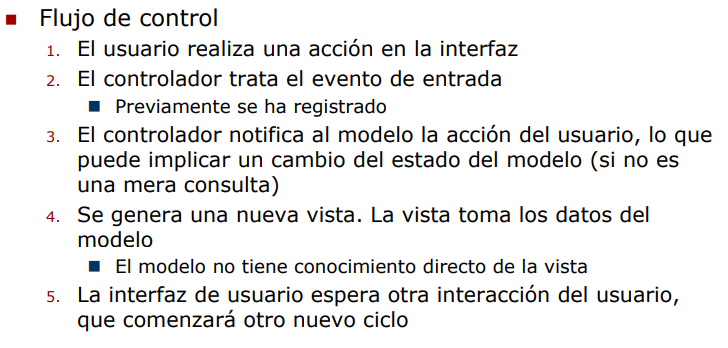 Flujo de control
1. El usuario realiza una acción en la interfaz
2. El controlador trata el evento de entrada
Previamente se ha registrado
3. El controlador notifica al modelo la acción del usuario, lo que
puede implicar un cambio del estado del modelo (si no es
una mera consulta)
4. Se genera una nueva vista. La vista toma los datos del
modelo
El modelo no tiene conocimiento directo de la vista
5. La interfaz de usuario espera otra interacción del usuario,
que comenzará otro nuevo ciclo